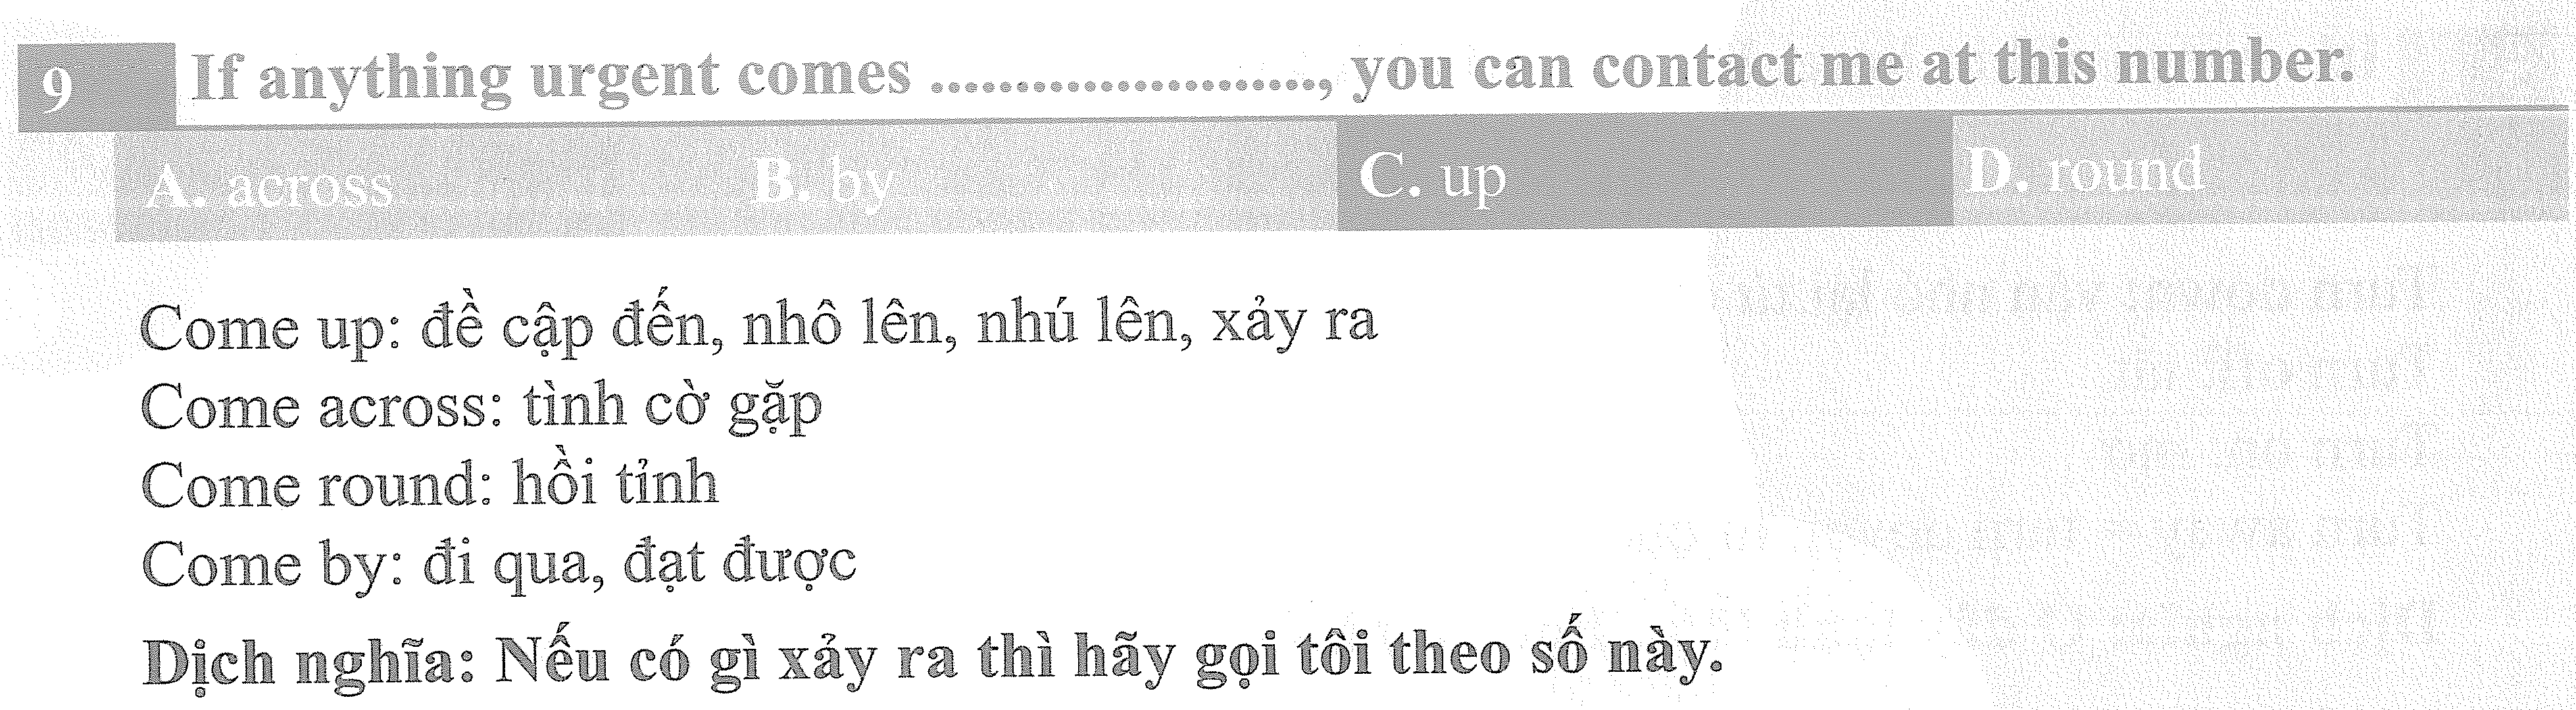 9 If anything urgent comes ......................., you can contact me at this number.
A. across B. by C. up D. round
Come up: đề cập đến, nhô lên, nhú lên, xảy ra
Come across: tình cờ gặp
Come round: hồi tỉnh
Come by: đi qua, đạt được
Dịch nghĩa: Nếu có gì xảy ra thì hãy gọi tôi theo số này.